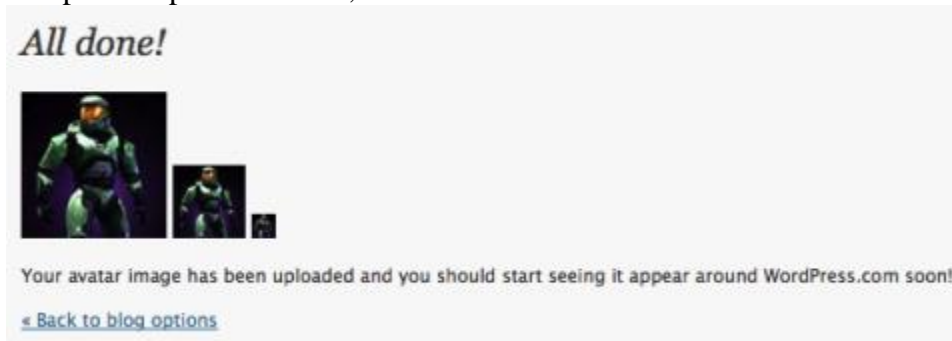 All done!
Your avatar image has been uploaded and you should start seeing it appear around WordPress.com soon!
« Back to blog options